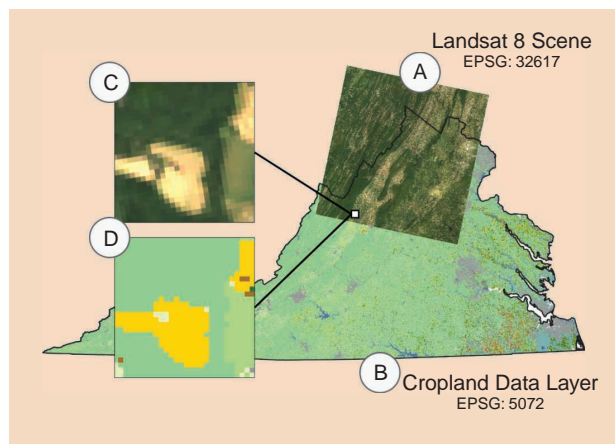 Landsat 8 Scene
EPSG: 32617
A
C
D
B
Cropland Data Layer
EPSG: 5072